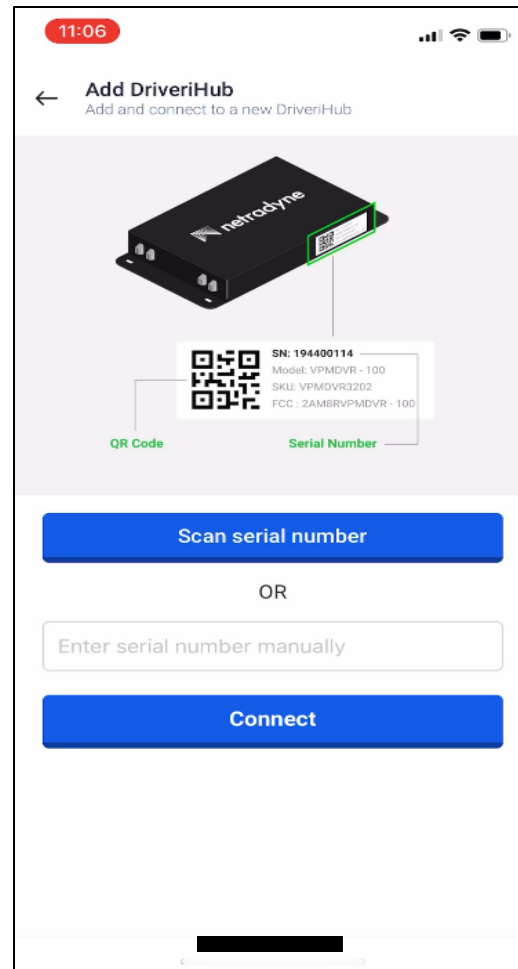 11:06
Add DriveriHub
Add and connect to a new DriveriHub
netradyne
SN: 194400114
Model: VPMDVR - 100
SKU: VPMDVR3202
FCC : 2AM8RVPMDVR - 100
QR Code
Serial Number
Scan serial number
OR
Enter serial number manually
Connect